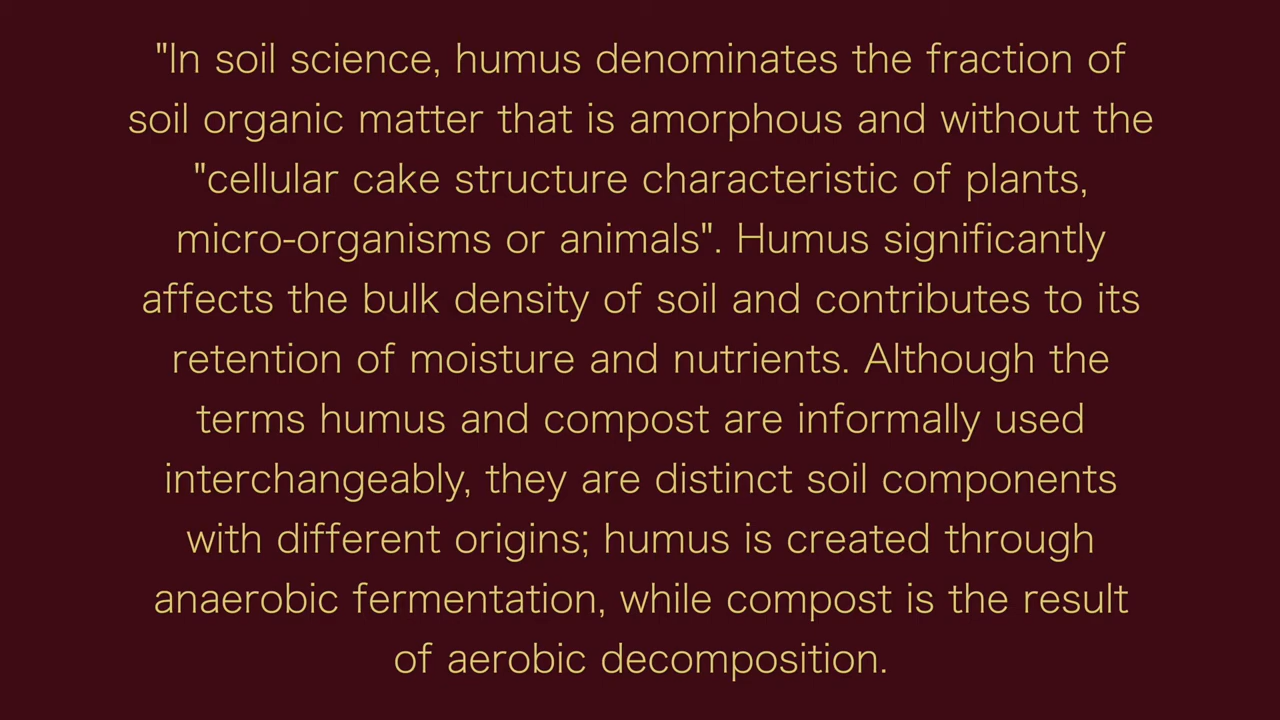 "In soil science, humus denominates the fraction of
soil organic matter that is amorphous and without the
"cellular cake structure characteristic of plants,
micro-organisms or animals". Humus significantly
affects the bulk density of soil and contributes to its
retention of moisture and nutrients. Although the
terms humus and compost are informally used
interchangeably, they are distinct soil components
with different origins; humus is created through
anaerobic fermentation, while compost is the result
of aerobic decomposition.